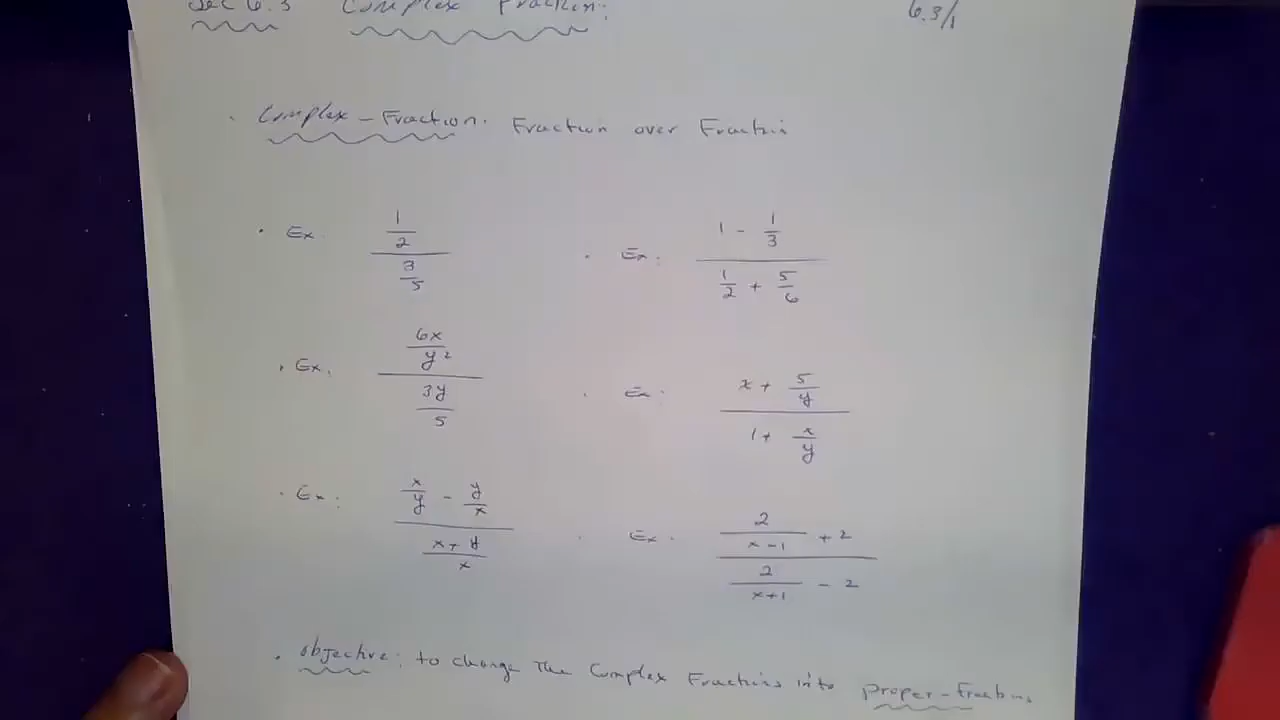 Sec 6.3 Complex Fraction: 6.3/1
Complex-Fraction. Fraction over Fraction
Ex. (1/2)/(3/5) Ex: (1 - 1/3)/(1/2 + 5/6)
Ex. (6x/y²)/(3y/5) Ex: (x + 5/y)/(1 + x/y)
Ex: (x/y - y/x)/((x+y)/x) Ex. (2/(x-1) + 2)/(2/(x+1) - 2)
objective: to change The Complex Fractions into proper-fractions